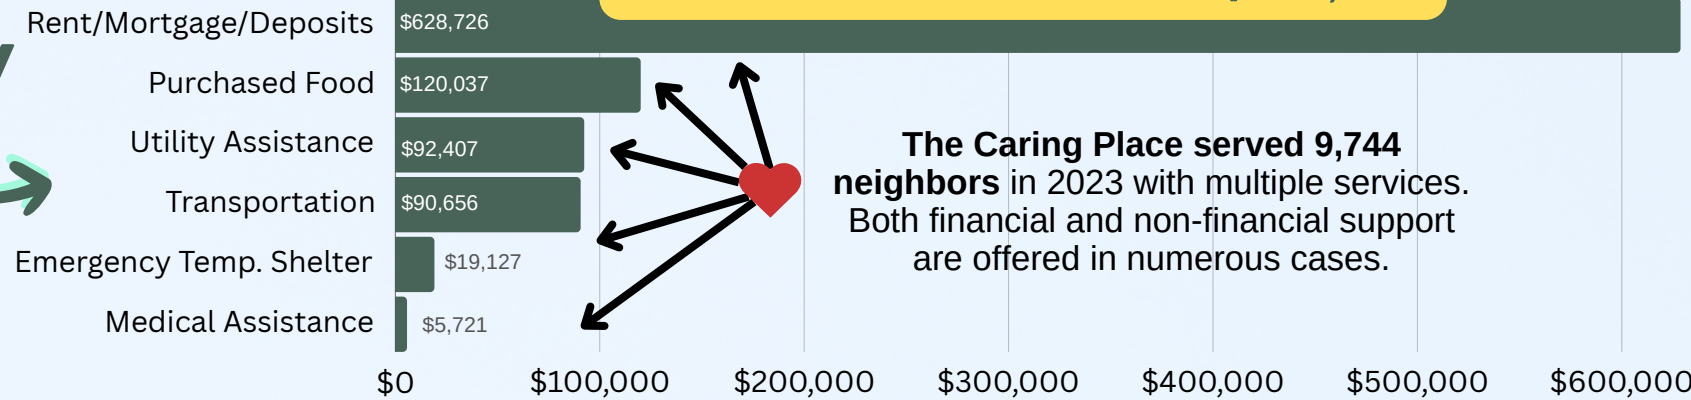 Rent/Mortgage/Deposits $628,726
Purchased Food $120,037
Utility Assistance $92,407
Transportation $90,656
Emergency Temp. Shelter $19,127
Medical Assistance $5,721
The Caring Place served 9,744
neighbors in 2023 with multiple services.
Both financial and non-financial support
are offered in numerous cases.
$0 $100,000 $200,000 $300,000 $400,000 $500,000 $600,000